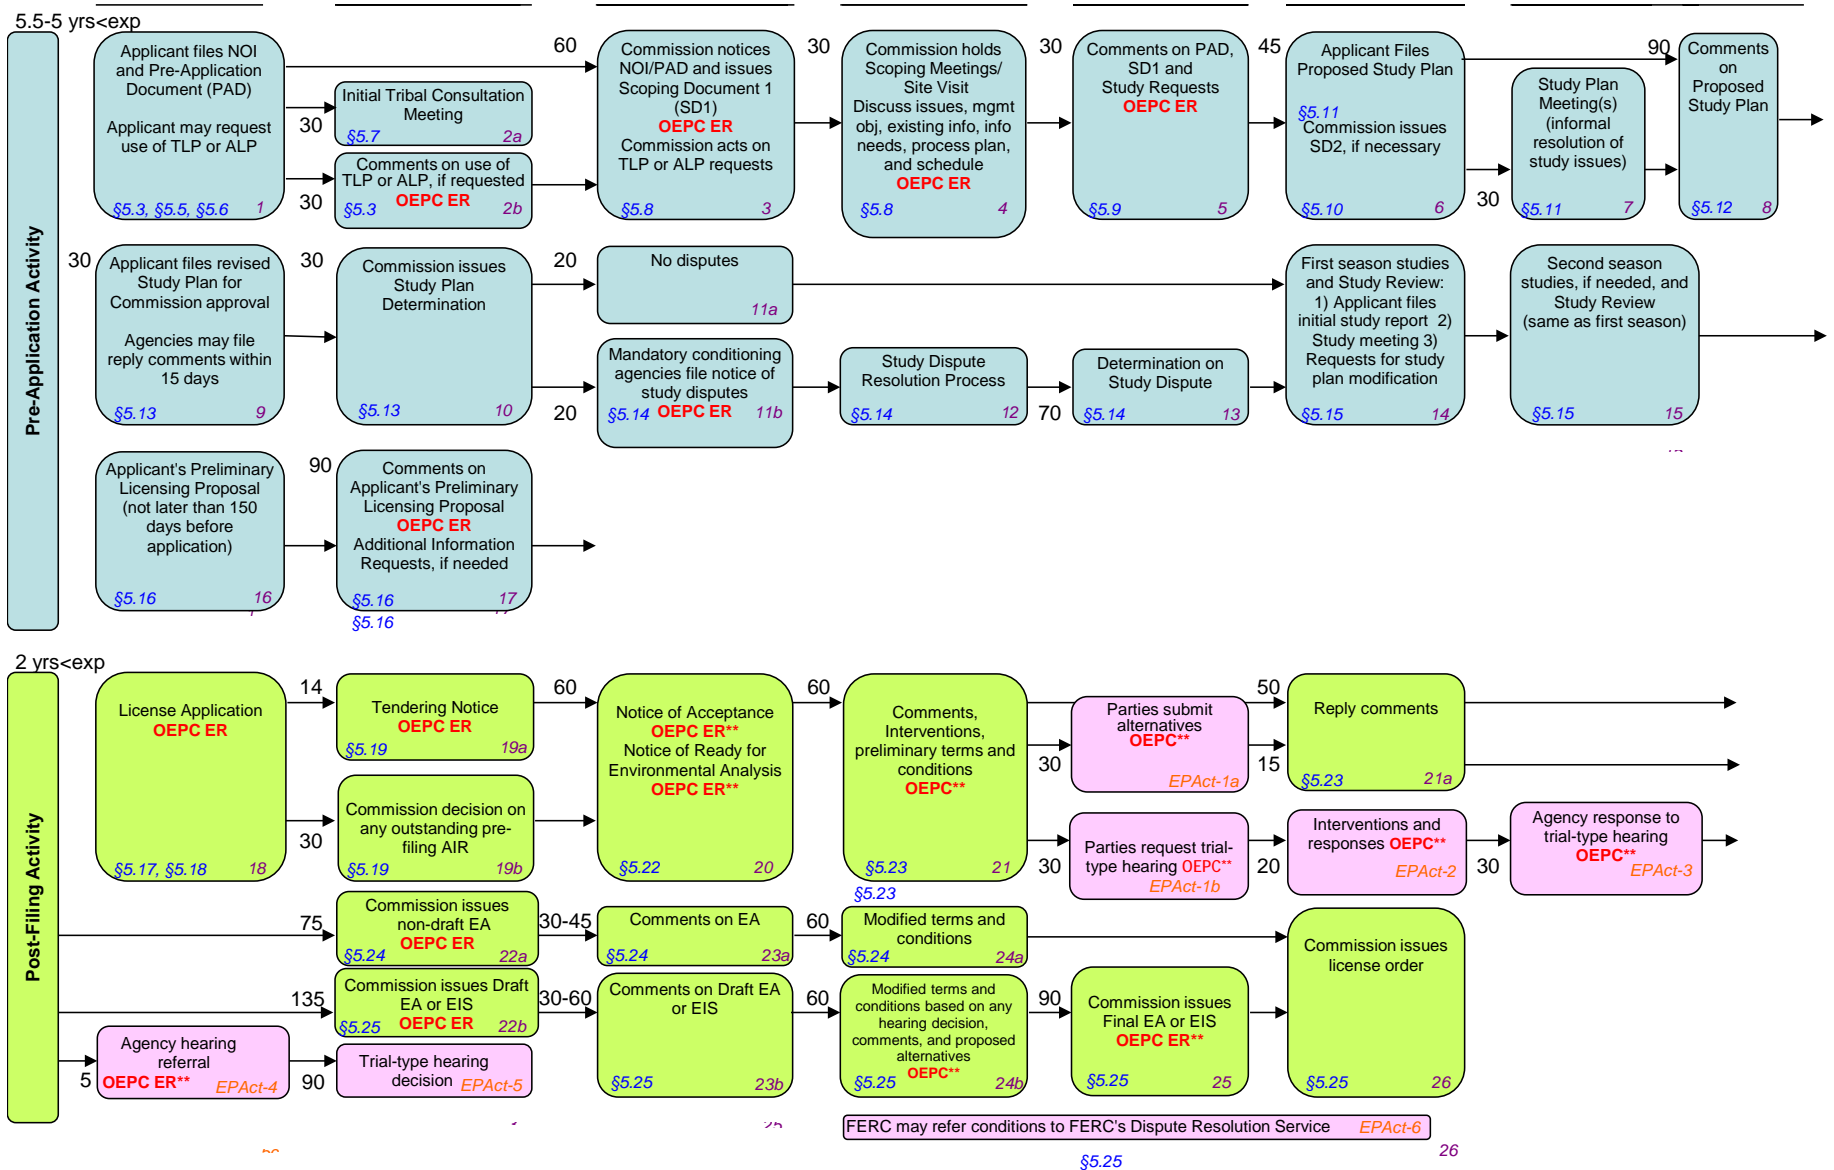 5.5-5 yrs<exp
Pre-Application Activity
Applicant files NOI
and Pre-Application
Document (PAD)
Applicant may request
use of TLP or ALP
§5.3, §5.5, §5.6 1
60
30
30
Initial Tribal Consultation
Meeting
§5.7 2a
Comments on use of
TLP or ALP, if requested
OEPC ER
§5.3 2b
Commission notices
NOI/PAD and issues
Scoping Document 1
(SD1)
OEPC ER
Commission acts on
TLP or ALP requests
§5.8 3
30
Commission holds
Scoping Meetings/
Site Visit
Discuss issues, mgmt
obj, existing info, info
needs, process plan,
and schedule
OEPC ER
§5.8 4
30
Comments on PAD,
SD1 and
Study Requests
OEPC ER
§5.9 5
45
Applicant Files
Proposed Study Plan
§5.11
Commission issues
SD2, if necessary
§5.10 6
90
30
Study Plan
Meeting(s)
(informal
resolution of
study issues)
§5.11 7
Comments
on
Proposed
Study Plan
§5.12 8
30
Applicant files revised
Study Plan for
Commission approval
Agencies may file
reply comments within
15 days
§5.13 9
30
Commission issues
Study Plan
Determination
§5.13 10
20
20
No disputes
11a
Mandatory conditioning
agencies file notice of
study disputes
§5.14 OEPC ER 11b
Study Dispute
Resolution Process
§5.14 12
70
Determination on
Study Dispute
§5.14 13
First season studies
and Study Review:
1) Applicant files
initial study report 2)
Study meeting 3)
Requests for study
plan modification
§5.15 14
Second season
studies, if needed, and
Study Review
(same as first season)
§5.15 15
Applicant's Preliminary
Licensing Proposal
(not later than 150
days before
application)
§5.16 16
90
Comments on
Applicant's Preliminary
Licensing Proposal
OEPC ER
Additional Information
Requests, if needed
§5.16 17
§5.16
2 yrs<exp
Post-Filing Activity
License Application
OEPC ER
§5.17, §5.18 18
14
30
Tendering Notice
OEPC ER
§5.19 19a
Commission decision on
any outstanding pre-
filing AIR
§5.19 19b
60
Notice of Acceptance
OEPC ER**
Notice of Ready for
Environmental Analysis
OEPC ER**
§5.22 20
60
Comments,
Interventions,
preliminary terms and
conditions
OEPC**
§5.23 21
§5.23
30
30
Parties submit
alternatives
OEPC**
EPAct-1a
Parties request trial-
type hearing OEPC**
EPAct-1b
50
15
20
Reply comments
§5.23 21a
Interventions and
responses OEPC**
EPAct-2
30
Agency response to
trial-type hearing
OEPC**
EPAct-3
75
Commission issues
non-draft EA
OEPC ER
§5.24 22a
30-45
Comments on EA
§5.24 23a
60
Modified terms and
conditions
§5.24 24a
135
Commission issues Draft
EA or EIS
§5.25 OEPC ER 22b
30-60
Comments on Draft EA
or EIS
§5.25 23b
60
Modified terms and
conditions based on any
hearing decision,
comments, and proposed
alternatives
OEPC**
§5.25 24b
90
Commission issues
Final EA or EIS
OEPC ER**
§5.25 25
Commission issues
license order
§5.25 26
5
Agency hearing
referral
OEPC ER** EPAct-4
90
Trial-type hearing
decision EPAct-5
FERC may refer conditions to FERC's Dispute Resolution Service EPAct-6
26
§5.25